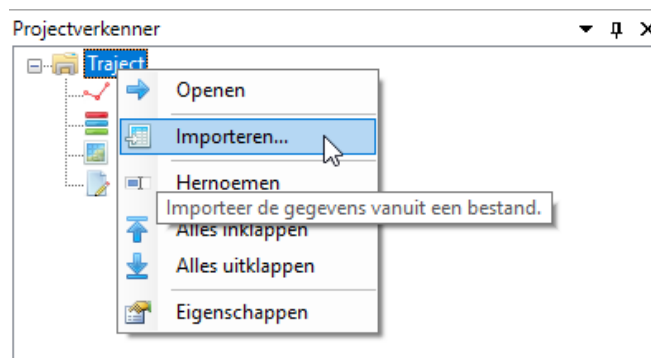 Projectverkenner
Traject
Openen
Importeren...
Hernoemen
Importeer de gegevens vanuit een bestand.
Alles inklappen
Alles uitklappen
Eigenschappen